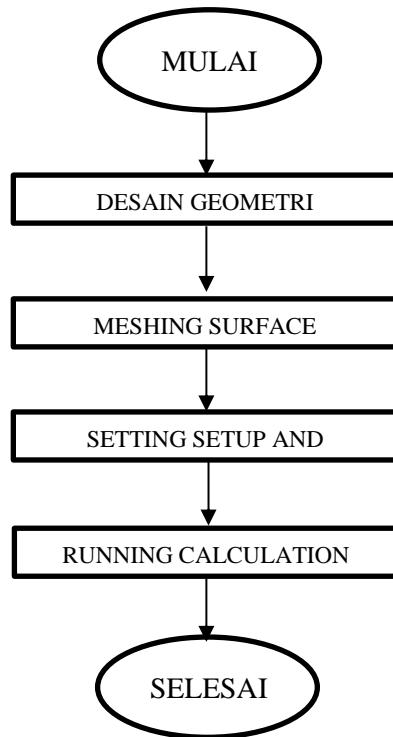 MULAI
DESAIN GEOMETRI
MESHING SURFACE
SETTING SETUP AND
RUNNING CALCULATION
SELESAI